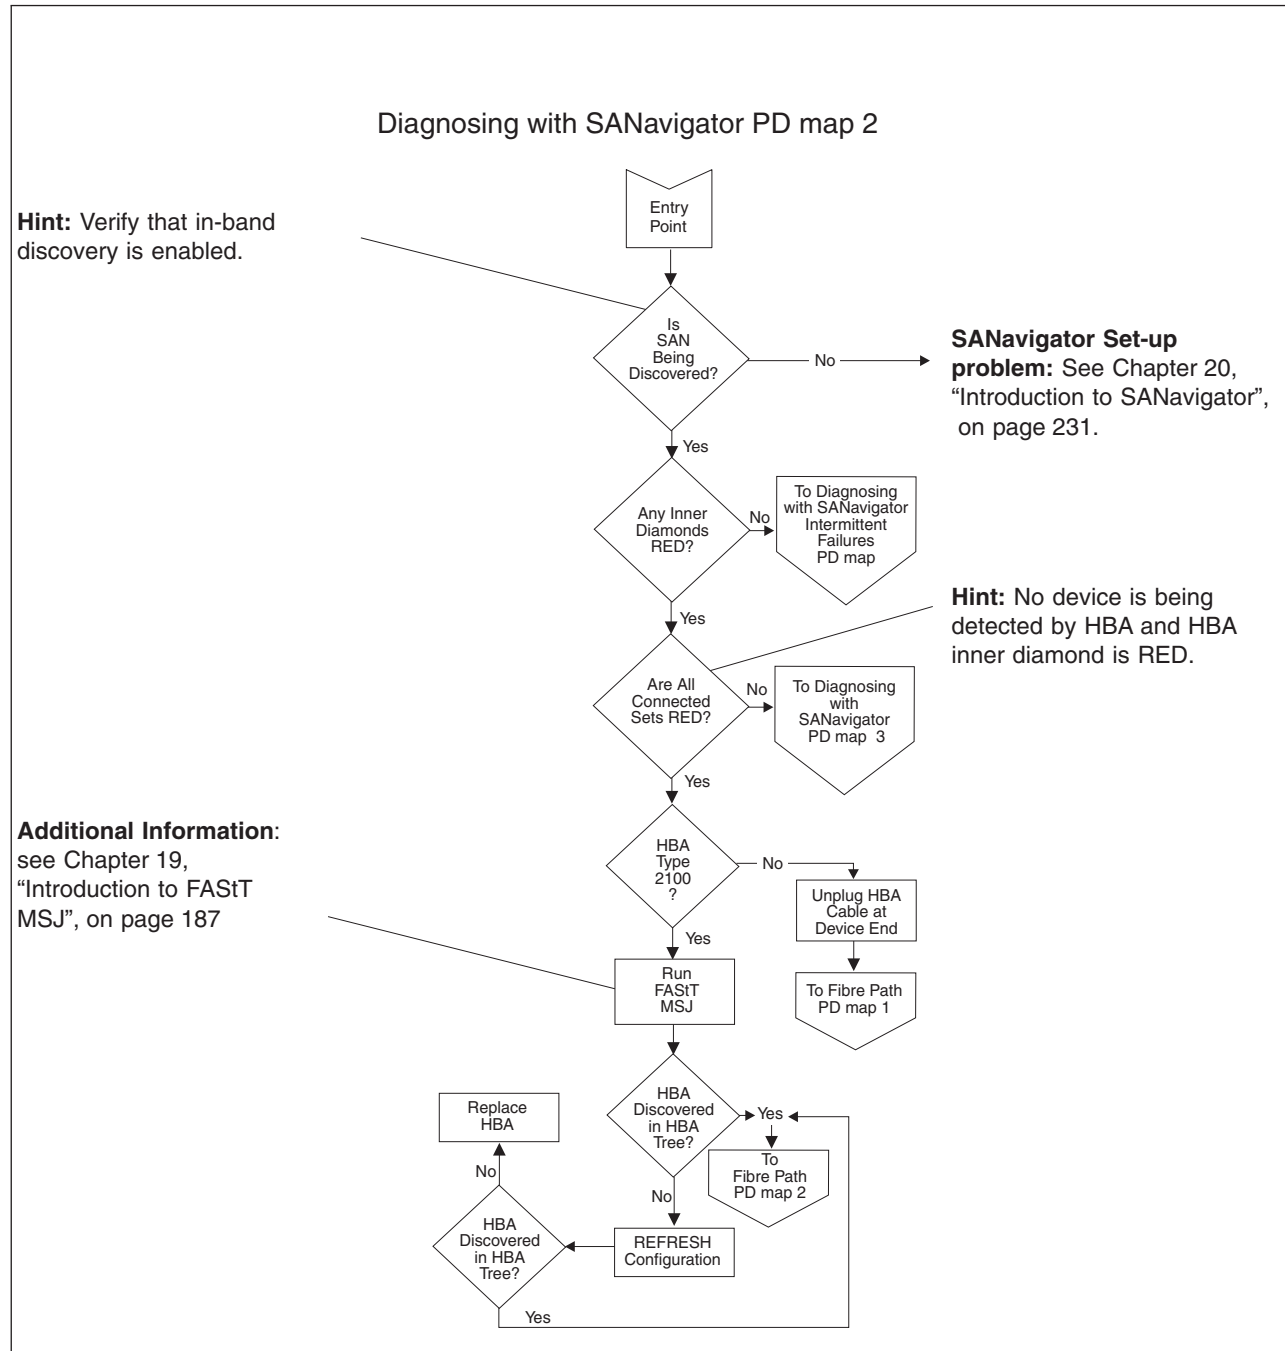 Diagnosing with SANavigator PD map 2
Entry
Point
Hint: Verify that in-band
discovery is enabled.
Is
SAN
Being
Discovered?
No
SANavigator Set-up
problem: See Chapter 20,
“Introduction to SANavigator”,
on page 231.
Yes
Any Inner
Diamonds
RED?
No
To Diagnosing
with SANavigator
Intermittent
Failures
PD map
Yes
Hint: No device is being
detected by HBA and HBA
inner diamond is RED.
Are All
Connected
Sets RED?
No
To Diagnosing
with
SANavigator
PD map 3
Yes
HBA
Type
2100
?
No
Unplug HBA
Cable at
Device End
To Fibre Path
PD map 1
Yes
Additional Information:
see Chapter 19,
“Introduction to FAStT
MSJ”, on page 187
Run
FAStT
MSJ
HBA
Discovered
in HBA
Tree?
Yes
To
Fibre Path
PD map 2
No
REFRESH
Configuration
HBA
Discovered
in HBA
Tree?
No
Replace
HBA
Yes